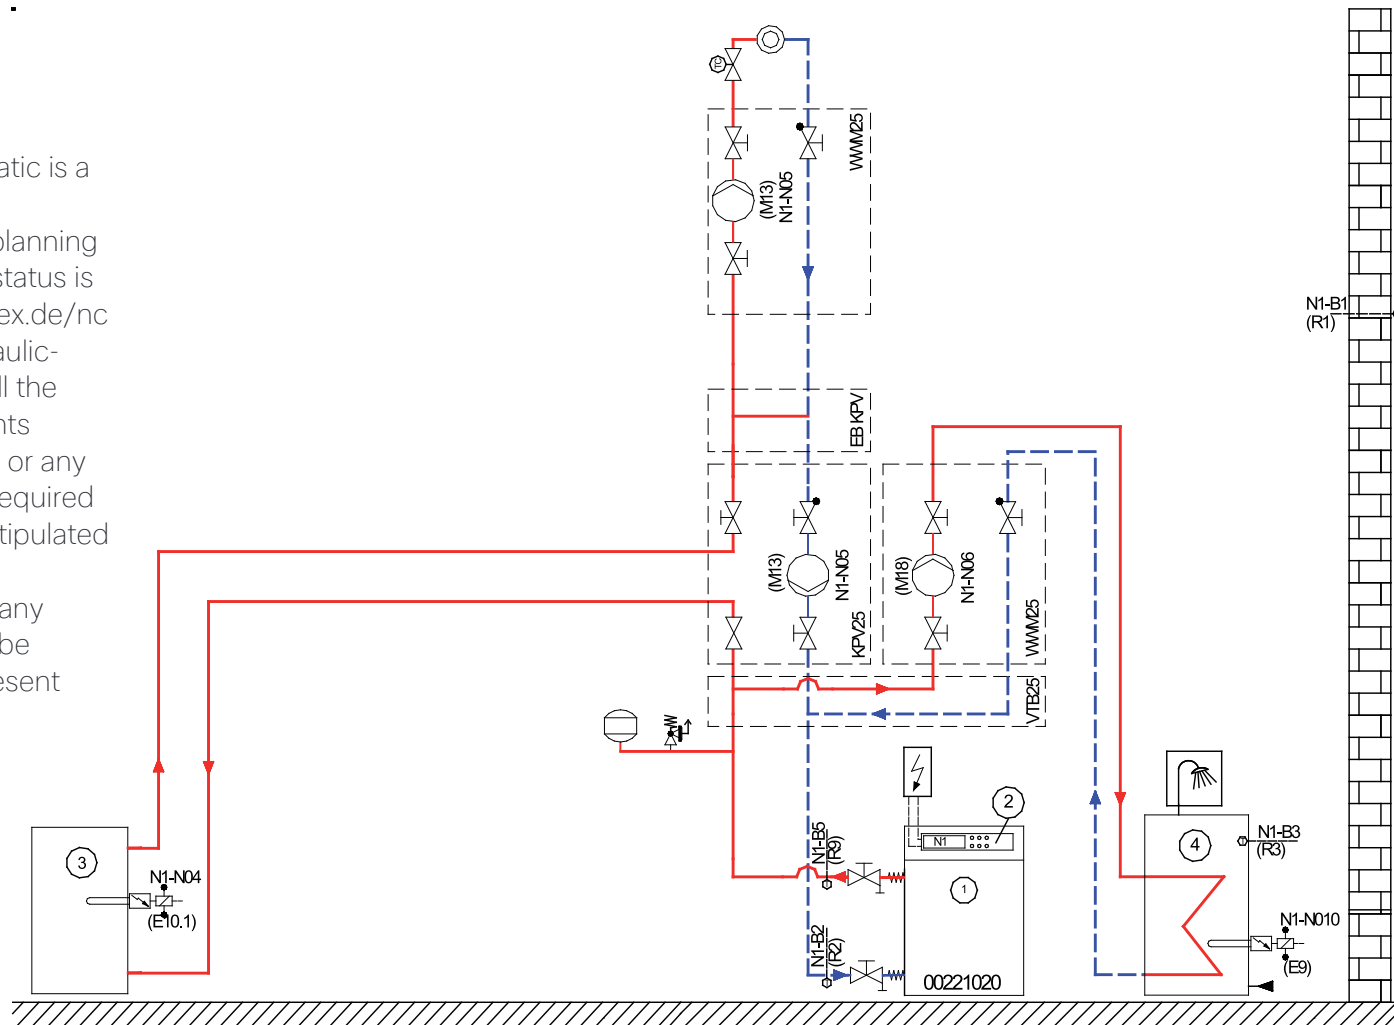 atic is a
planning
status is
ex.de/nc
aulic-
ll the
nts
or any
equired
tipulated
any
be
esent
TC
WWM25
(M13)
N1-N05
N1-B1
(R1)
EB KPV
(M13)
N1-N05
KPV25
(M18)
N1-N06
WWM25
VTB25
2
N1
N1-B5
(R9)
1
N1-B2
(R2)
00221020
3
N1-N04
(E10.1)
4
N1-B3
(R3)
N1-N010
(E9)